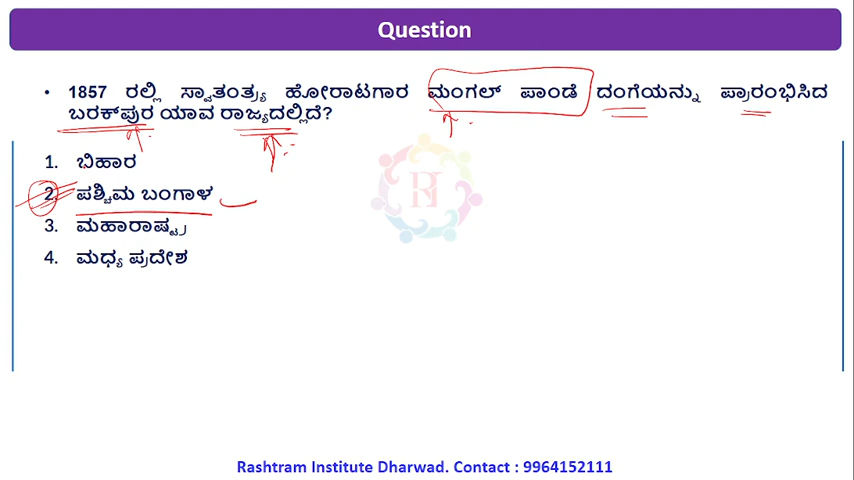 Question
• 1857 ರಲ್ಲಿ ಸ್ವಾತಂತ್ರ್ಯ ಹೋರಾಟಗಾರ ಮಂಗಲ್ ಪಾಂಡೆ ದಂಗೆಯನ್ನು ಪ್ರಾರಂಭಿಸಿದ
ಬರಕ್‌ಪುರ ಯಾವ ರಾಜ್ಯದಲ್ಲಿದೆ?
1. ಬಿಹಾರ
2. ಪಶ್ಚಿಮ ಬಂಗಾಳ
3. ಮಹಾರಾಷ್ಟ್ರ
4. ಮಧ್ಯ ಪ್ರದೇಶ
Rashtram Institute Dharwad. Contact : 9964152111